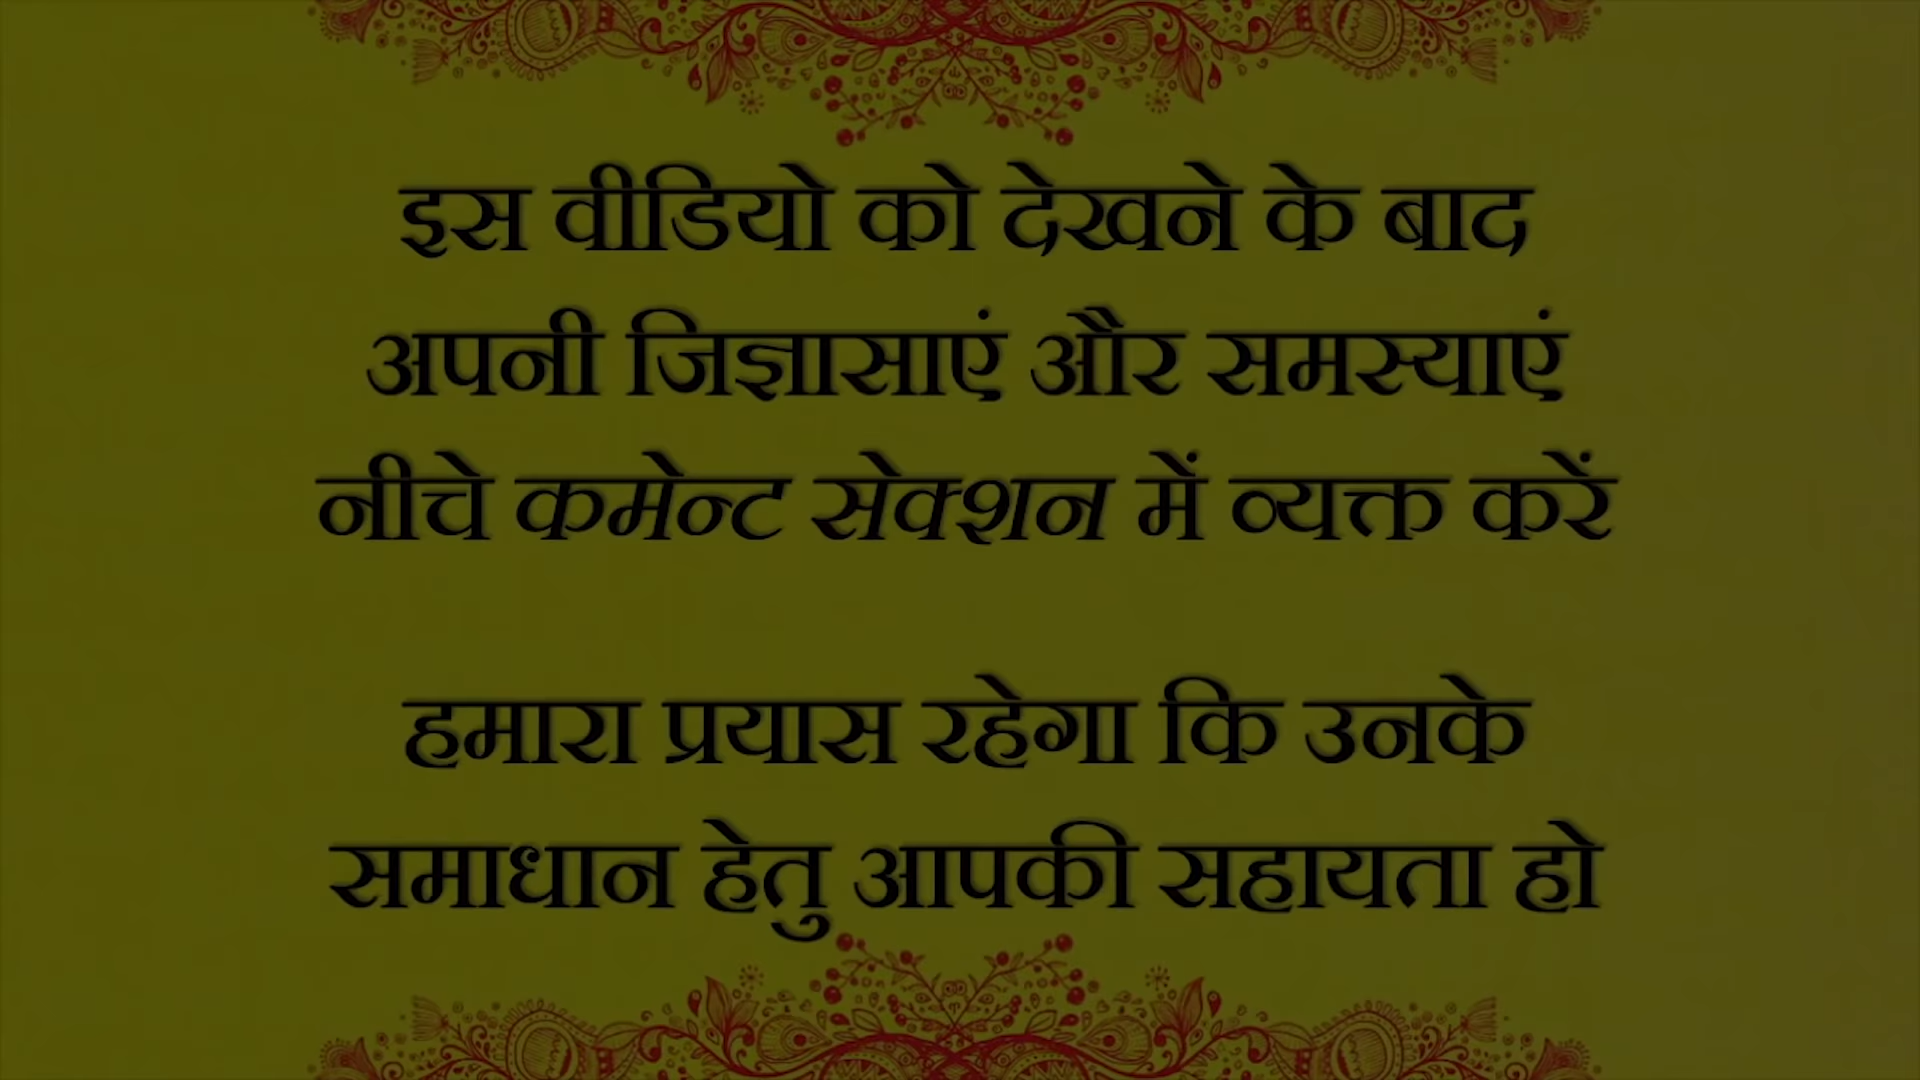 इस वीडियो को देखने के बाद
अपनी जिज्ञासाएं और समस्याएं
नीचे कमेन्ट सेक्शन में व्यक्त करें
हमारा प्रयास रहेगा कि उनके
समाधान हेतु आपकी सहायता हो